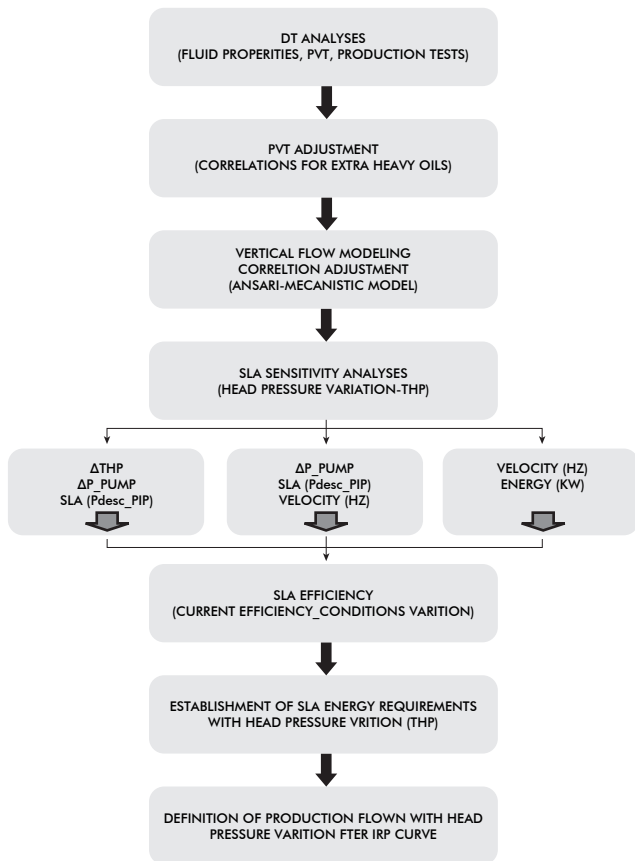 DT ANALYSES
(FLUID PROPERITIES, PVT, PRODUCTION TESTS)
PVT ADJUSTMENT
(CORRELATIONS FOR EXTRA HEAVY OILS)
VERTICAL FLOW MODELING
CORRELTION ADJUSTMENT
(ANSARI-MECANISTIC MODEL)
SLA SENSITIVITY ANALYSES
(HEAD PRESSURE VARIATION-THP)
ΔTHP
ΔP_PUMP
SLA (Pdesc_PIP)
ΔP_PUMP
SLA (Pdesc_PIP)
VELOCITY (HZ)
VELOCITY (HZ)
ENERGY (KW)
SLA EFFICIENCY
(CURRENT EFFICIENCY_CONDITIONS VARITION)
ESTABLISHMENT OF SLA ENERGY REQUIREMENTS
WITH HEAD PRESSURE VRITION (THP)
DEFINITION OF PRODUCTION FLOWN WITH HEAD
PRESSURE VARITION FTER IRP CURVE